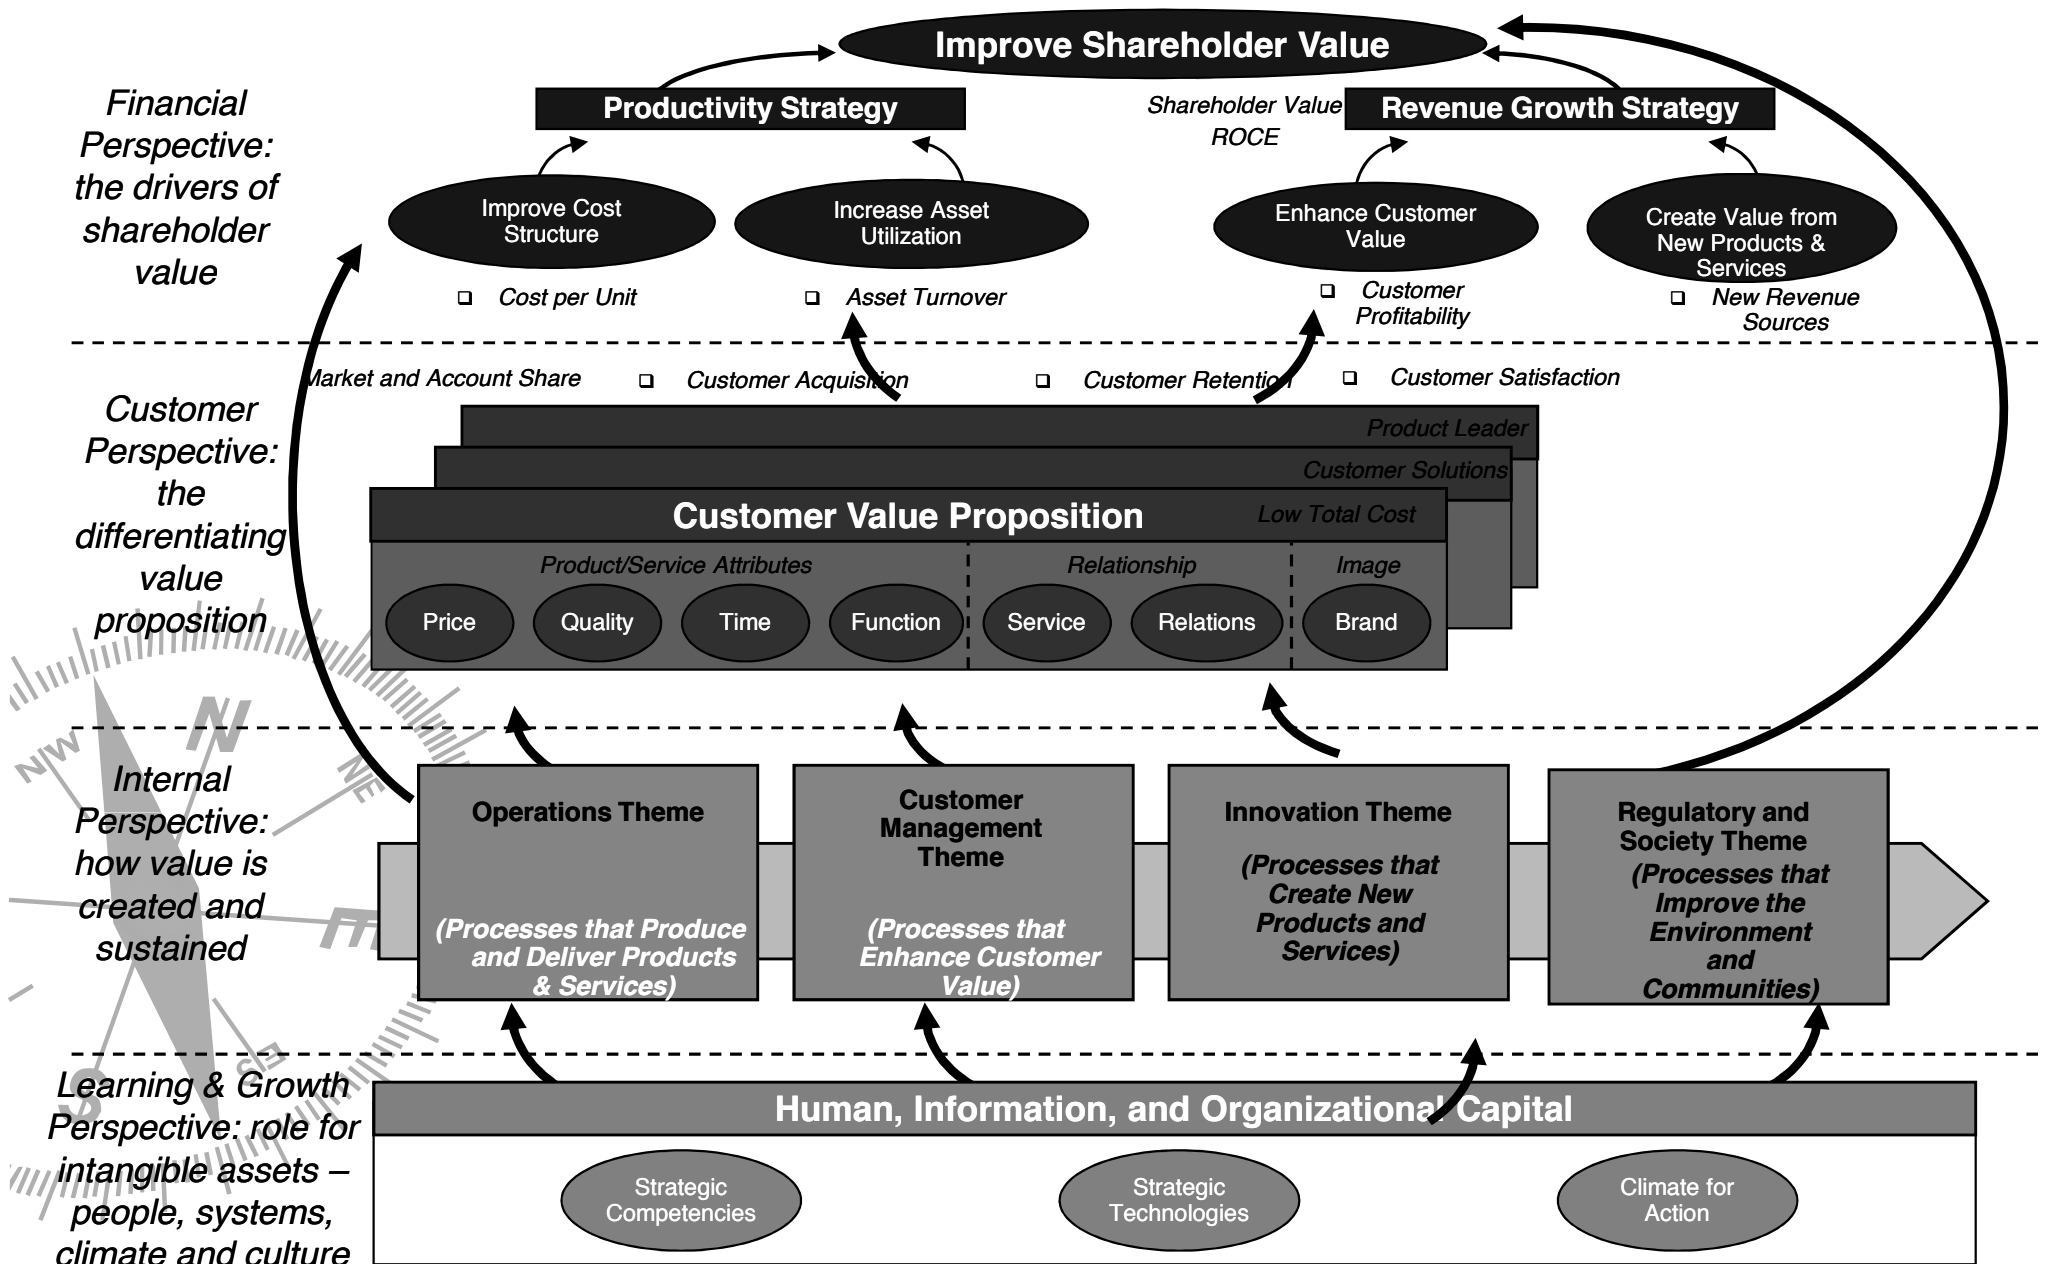 Improve Shareholder Value
Financial
Perspective:
the drivers of
shareholder
value
Productivity Strategy
Shareholder Value
ROCE
Revenue Growth Strategy
Improve Cost
Structure
Increase Asset
Utilization
Enhance Customer
Value
Create Value from
New Products &
Services
❑ Cost per Unit
❑ Asset Turnover
❑ Customer
Profitability
❑ New Revenue
Sources
Customer
Perspective:
the
differentiating
value
proposition
Market and Account Share
❑ Customer Acquisition
❑ Customer Retention
❑ Customer Satisfaction
Product Leader
Customer Solutions
Customer Value Proposition
Low Total Cost
Product/Service Attributes
Relationship
Image
Price
Quality
Time
Function
Service
Relations
Brand
N
NW
NE
E
SE
S
Internal
Perspective:
how value is
created and
sustained
Operations Theme
(Processes that Produce
and Deliver Products
& Services)
Customer
Management
Theme
(Processes that
Enhance Customer
Value)
Innovation Theme
(Processes that
Create New
Products and
Services)
Regulatory and
Society Theme
(Processes that
Improve the
Environment
and
Communities)
Learning & Growth
Perspective: role for
intangible assets –
people, systems,
climate and culture
Human, Information, and Organizational Capital
Strategic
Competencies
Strategic
Technologies
Climate for
Action